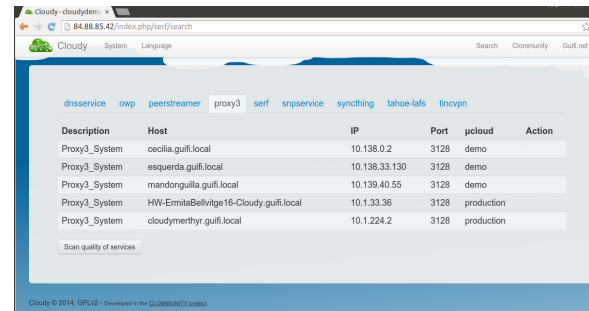 Cloudy - cloudydemo ×
84.88.85.42/index.php/serf/search
Cloudy System Language Search Clommunity Guifi.net
dnsservice owp peerstreamer proxy3 serf snpservice syncthing tahoe-lafs tincvpn
Description Host IP Port µcloud Action
Proxy3_System cecilia.guifi.local 10.138.0.2 3128 demo
Proxy3_System esquerda.guifi.local 10.138.33.130 3128 demo
Proxy3_System mandonguilla.guifi.local 10.139.40.55 3128 demo
Proxy3_System HW-ErmitaBellvitge16-Cloudy.guifi.local 10.1.33.36 3128 production
Proxy3_System cloudymerthyr.guifi.local 10.1.224.2 3128 production
Scan quality of services
Cloudy © 2014, GPLv2 - Developed in the CLOMMUNITY project.